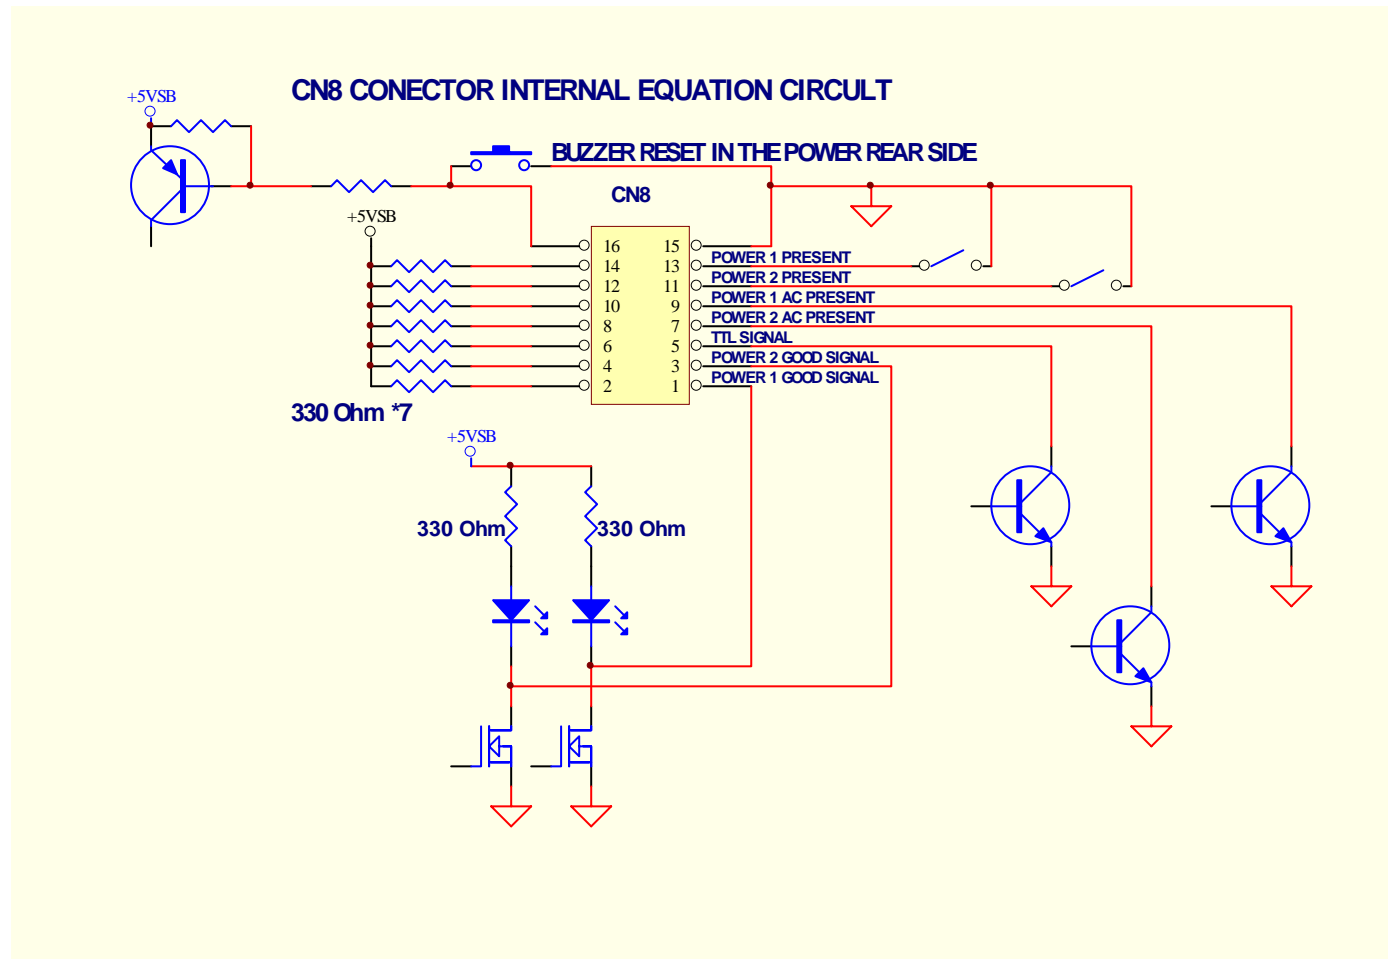 CN8 CONECTOR INTERNAL EQUATION CIRCULT
+5VSB
BUZZER RESET IN THE POWER REAR SIDE
CN8
+5VSB
16 15
14 13 POWER 1 PRESENT
12 11 POWER 2 PRESENT
10 9 POWER 1 AC PRESENT
8 7 POWER 2 AC PRESENT
6 5 TTL SIGNAL
4 3 POWER 2 GOOD SIGNAL
2 1 POWER 1 GOOD SIGNAL
330 Ohm *7
+5VSB
330 Ohm 330 Ohm